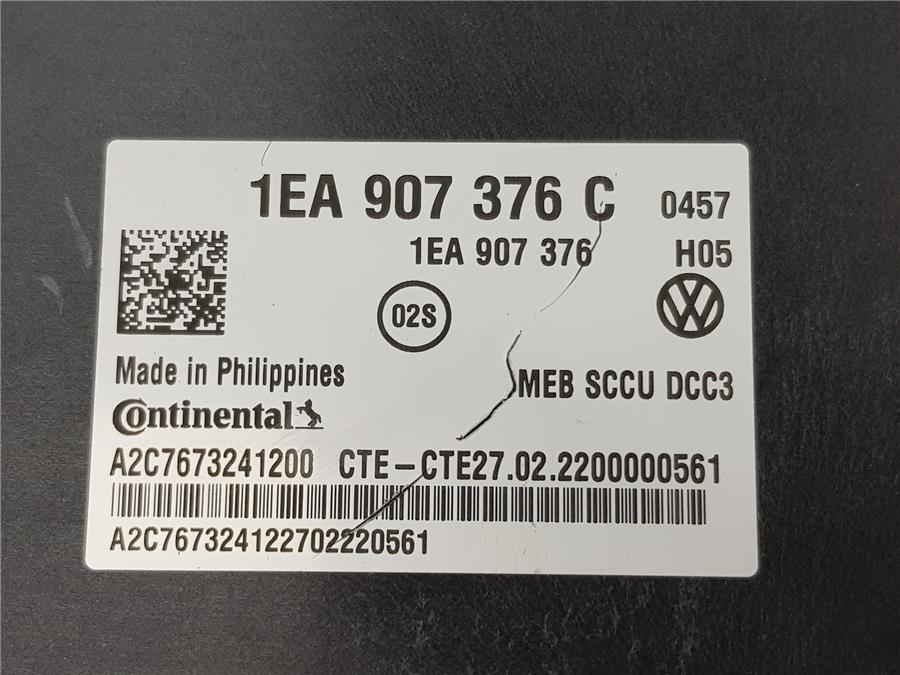 1EA 907 376 C 0457
1EA 907 376 H05
02S
VW
Made in Philippines
MEB SCCU DCC3
Continental
A2C7673241200 CTE-CTE27.02.2200000561
A2C767324122702220561